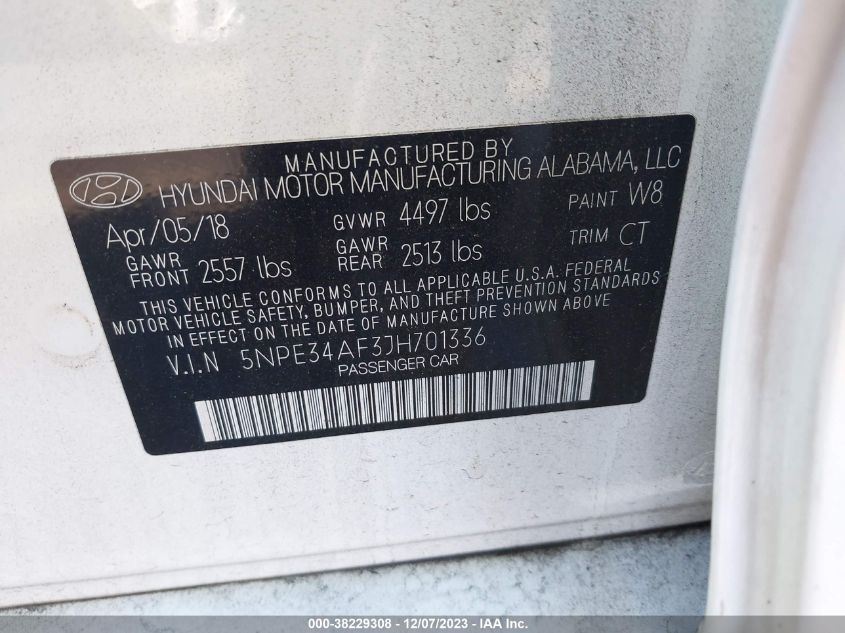 MANUFACTURED BY
HYUNDAI MOTOR MANUFACTURING ALABAMA, LLC
Apr/05/18 GVWR 4497 lbs PAINT W8
GAWR FRONT 2557 lbs GAWR REAR 2513 lbs TRIM CT
THIS VEHICLE CONFORMS TO ALL APPLICABLE U.S.A. FEDERAL
MOTOR VEHICLE SAFETY, BUMPER, AND THEFT PREVENTION STANDARDS
IN EFFECT ON THE DATE OF MANUFACTURE SHOWN ABOVE
V.I.N 5NPE34AF3JH701336
PASSENGER CAR
000-38229308 - 12/07/2023 - IAA Inc.